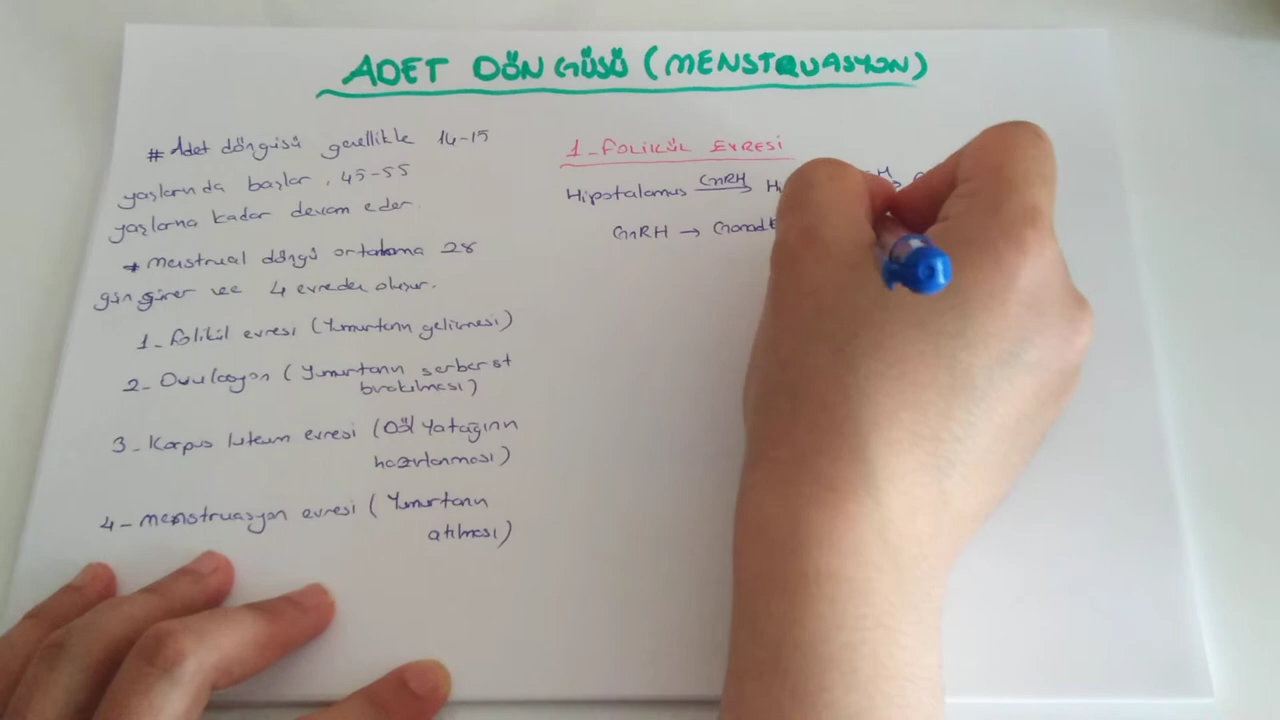 ADET DÖNGÜSÜ (MENSTRUASYON)
# Adet döngüsü genellikle 14-15
yaşlarında başlar, 45-55
yaşlarına kadar devam eder.
* menstrual döngü ortalama 28
gün sürer ve 4 evreden oluşur.
1- folikül evresi (Yumurtanın gelişmesi)
2- Ovulasyon (Yumurtanın serberst
bırakılması)
3- Korpus luteum evresi (Döl Yatağının
hazırlanması)
4- menstruasyon evresi (Yumurtanın
atılması)
1- FOLİKÜL EVRESİ
Hipotalamus GnRH
GnRH →